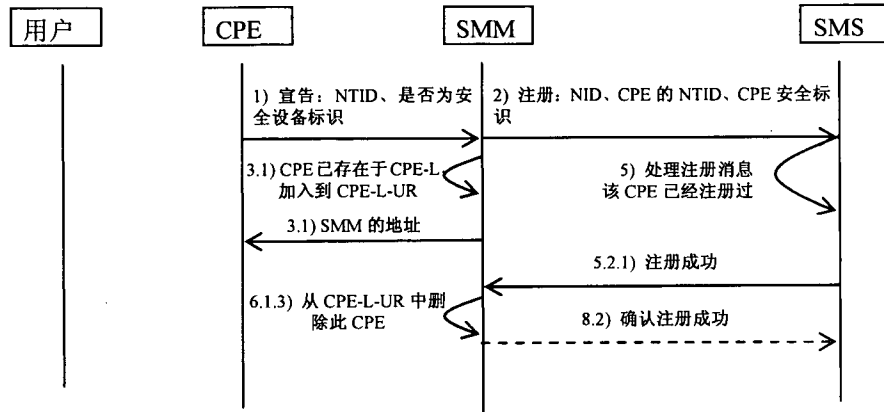 用户
CPE
SMM
SMS
1) 宣告：NTID、是否为安
全设备标识
2) 注册：NID、CPE 的 NTID、CPE 安全标
识
3.1) CPE 已存在于 CPE-L,
加入到 CPE-L-UR
5) 处理注册消息
该 CPE 已经注册过
3.1) SMM 的地址
5.2.1) 注册成功
6.1.3) 从 CPE-L-UR 中删
除此 CPE
8.2) 确认注册成功